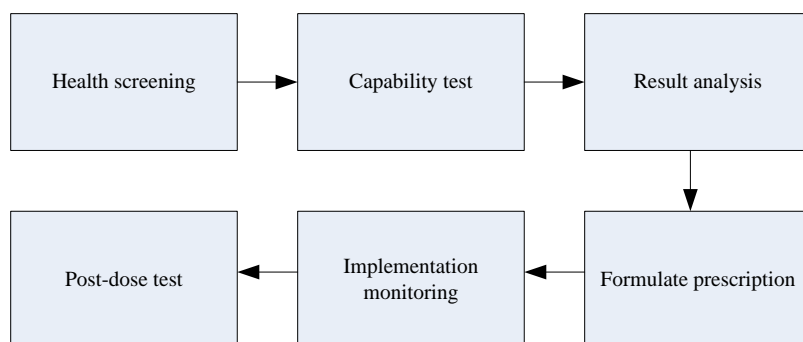 Health screening
Capability test
Result analysis
Formulate prescription
Implementation
monitoring
Post-dose test